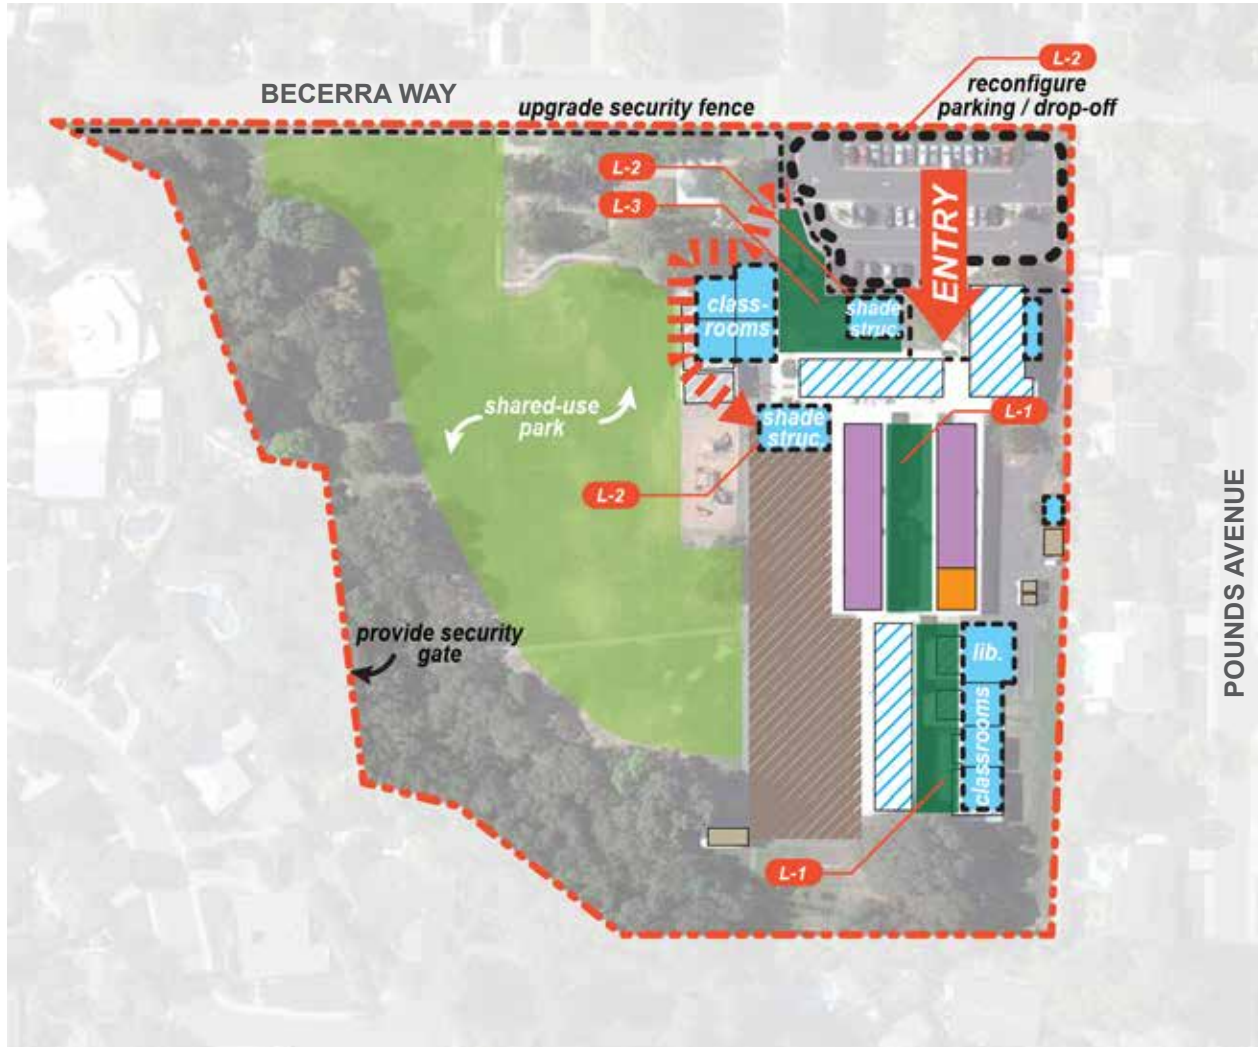 L-2
BECERRA WAY
reconfigure
parking / drop-off
upgrade security fence
L-2
L-3
ENTRY
class-
rooms
shade
struc.
shared-use
park
shade
struc.
L-1
L-2
POUNDS AVENUE
provide security
gate
lib.
classrooms
L-1